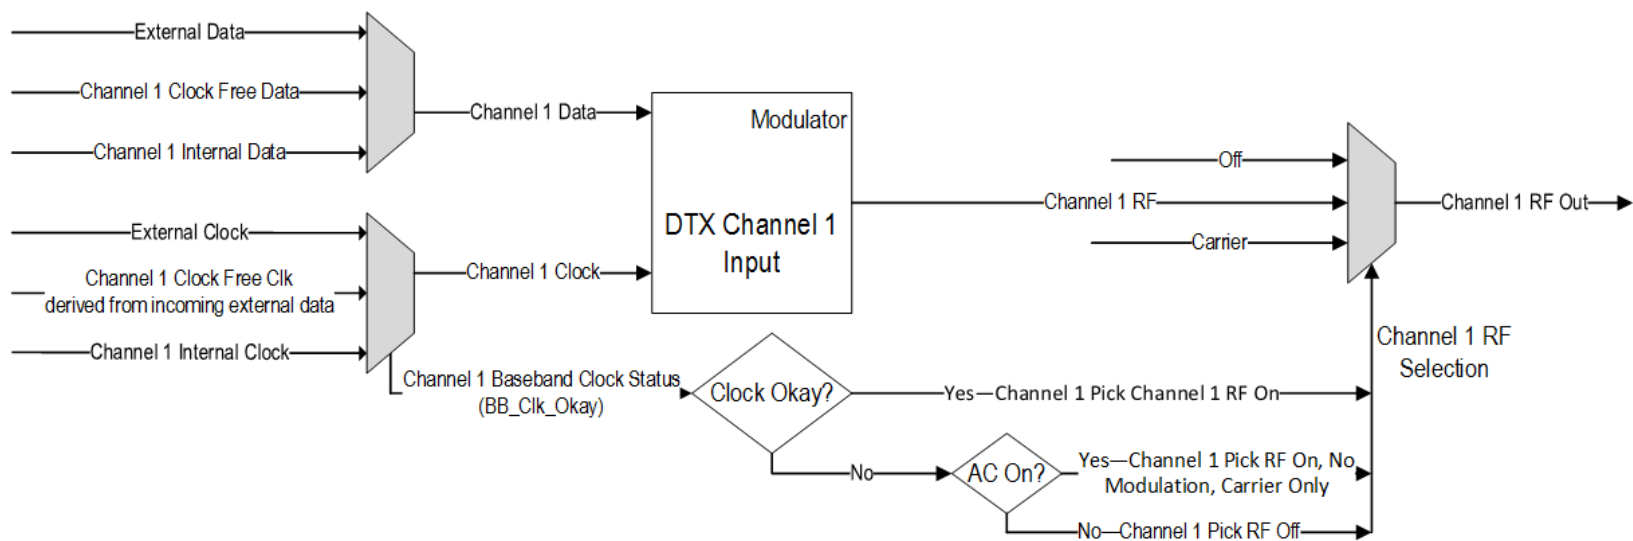 External Data
Channel 1 Clock Free Data
Channel 1 Data
Channel 1 Internal Data
Modulator
DTX Channel 1
Input
Off
Channel 1 RF
Channel 1 RF Out
Carrier
External Clock
Channel 1 Clock Free Clk
derived from incoming external data
Channel 1 Clock
Channel 1 Internal Clock
Channel 1 Baseband Clock Status
(BB_Clk_Okay)
Clock Okay?
Yes—Channel 1 Pick Channel 1 RF On
Channel 1 RF
Selection
No
AC On?
Yes—Channel 1 Pick RF On, No
Modulation, Carrier Only
No—Channel 1 Pick RF Off